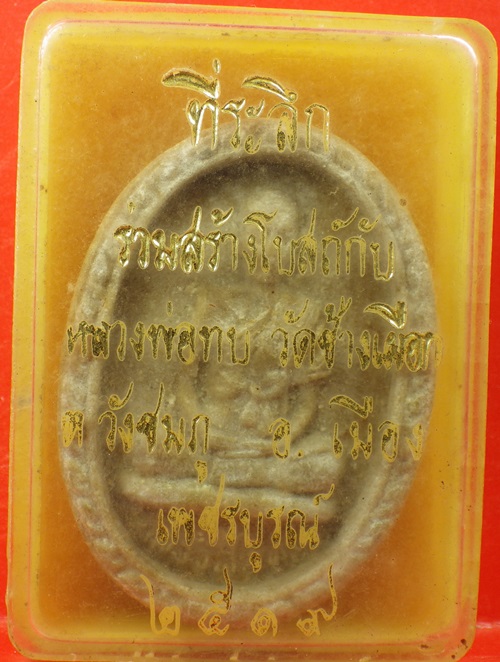 ที่ระลึก
ร่วมสร้างโบสถ์กับ
หลวงพ่อทบ วัดช้างเผือก
ต วังชมภู อ. เมือง
เพชรบูรณ์
๒๕๑๗